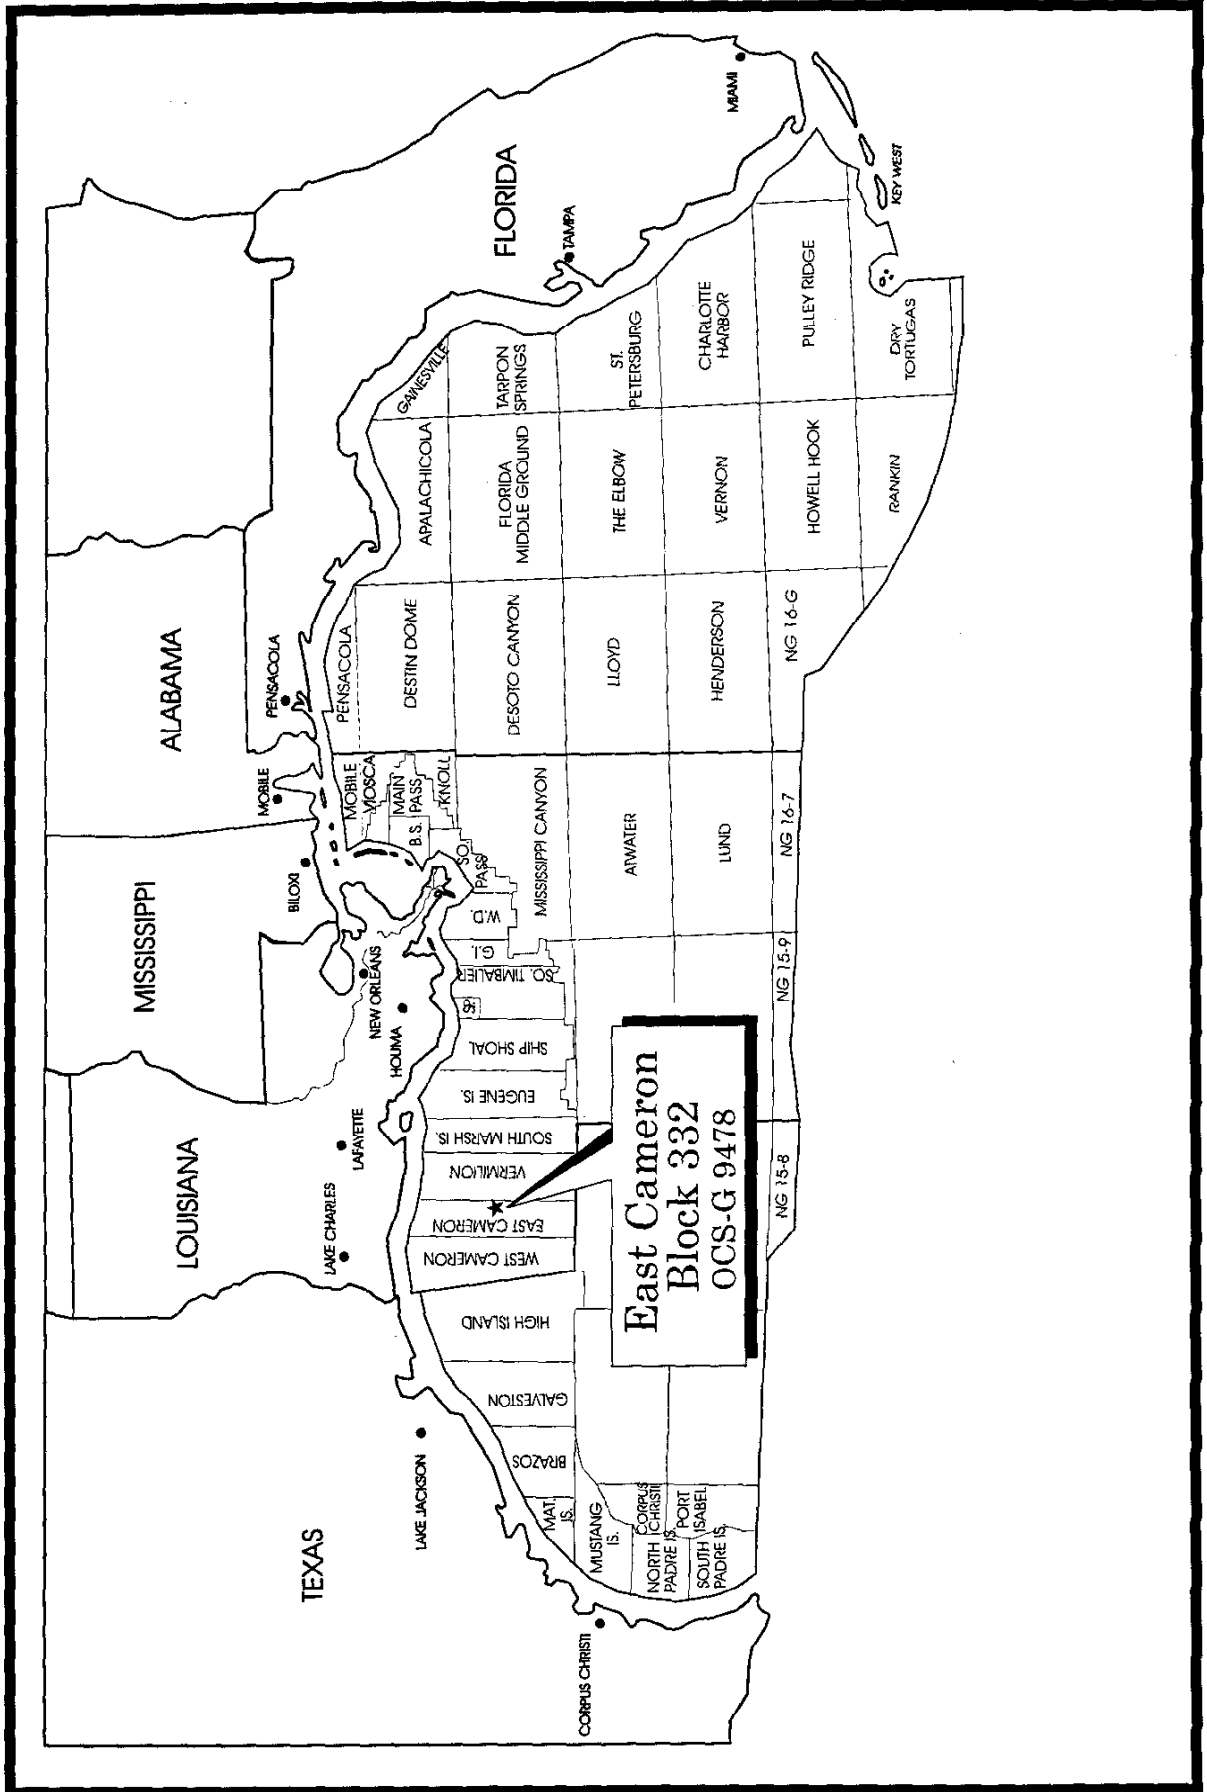 TEXAS
LOUISIANA
MISSISSIPPI
ALABAMA
FLORIDA
CORPUS CHRISTI
LAKE JACKSON
LAKE CHARLES
LAFAYETTE
HOUMA
NEW ORLEANS
BILOXI
MOBILE
PENSACOLA
TAMPA
MIAMI
KEY WEST
SOUTH
PADRE IS.
NORTH
PADRE IS.
PORT
ISABEL
CORPUS
CHRISTI
MUSTANG
IS.
MAT.
IS.
BRAZOS
GALVESTON
HIGH ISLAND
WEST CAMERON
EAST CAMERON
VERMILION
SOUTH MARSH IS.
EUGENE IS.
SHIP SHOAL
SO. TIMBALIER
G.I.
W.D.
SO.
PASS
B.S.
MAIN
PASS
MOBILE
VIOSCA
KNOLL
MISSISSIPPI CANYON
ATWATER
LUND
NG 15-8
NG 15-9
NG 16-7
NG 16-G
PENSACOLA
DESTIN DOME
DESOTO CANYON
LLOYD
HENDERSON
APALACHICOLA
FLORIDA
MIDDLE GROUND
THE ELBOW
VERNON
HOWELL HOOK
RANKIN
GAINESVILLE
TARPON
SPRINGS
ST.
PETERSBURG
CHARLOTTE
HARBOR
PULLEY RIDGE
DRY
TORTUGAS
East Cameron
Block 332
OCS-G 9478